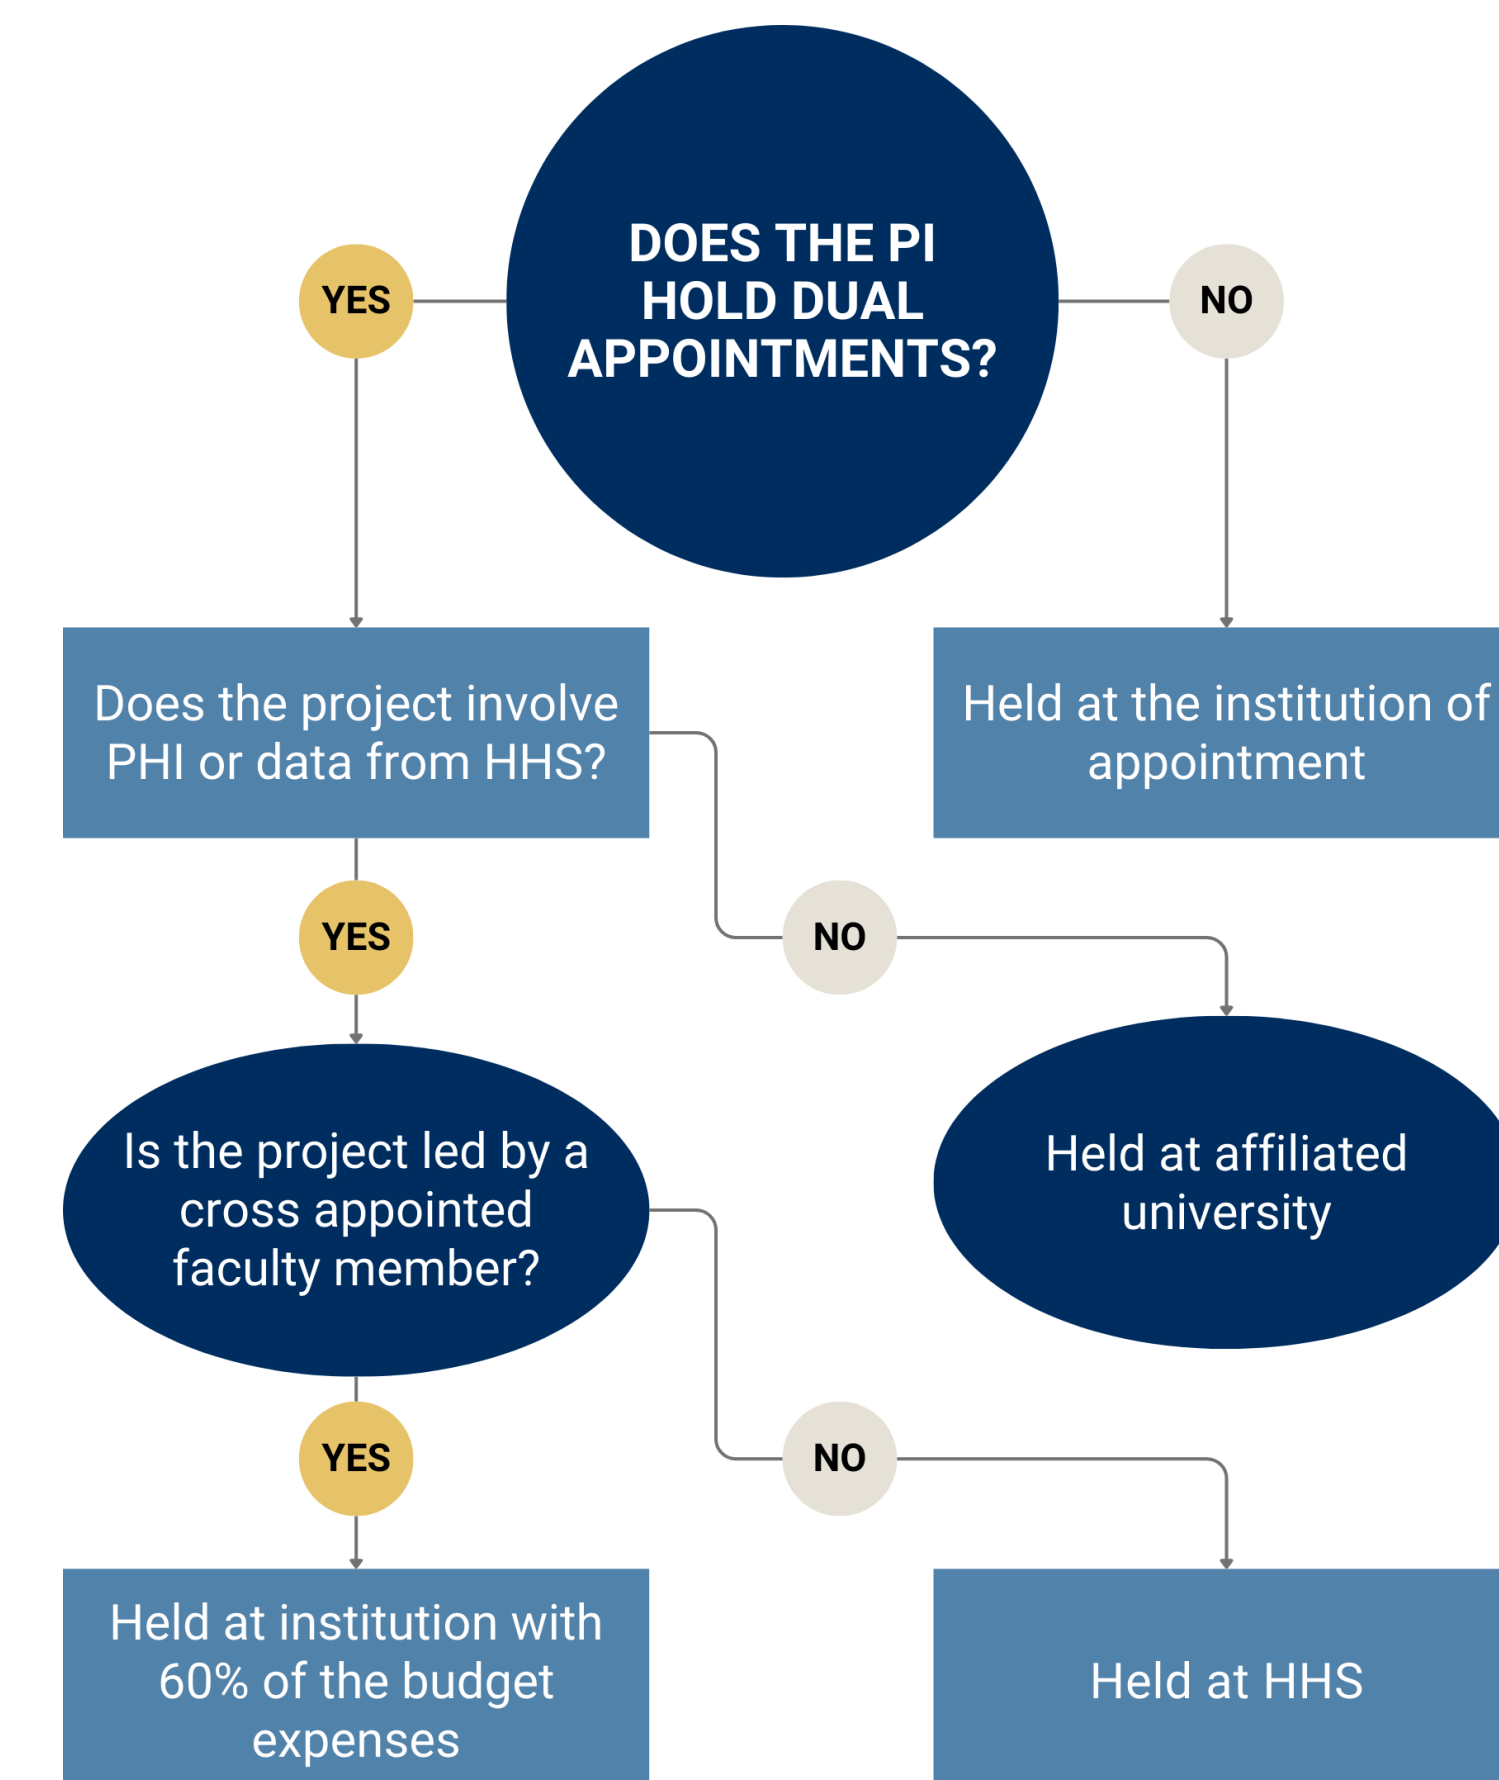 DOES THE PI
HOLD DUAL
APPOINTMENTS?
YES
NO
Does the project involve
PHI or data from HHS?
Held at the institution of
appointment
YES
NO
Is the project led by a
cross appointed
faculty member?
Held at affiliated
university
YES
NO
Held at institution with
60% of the budget
expenses
Held at HHS